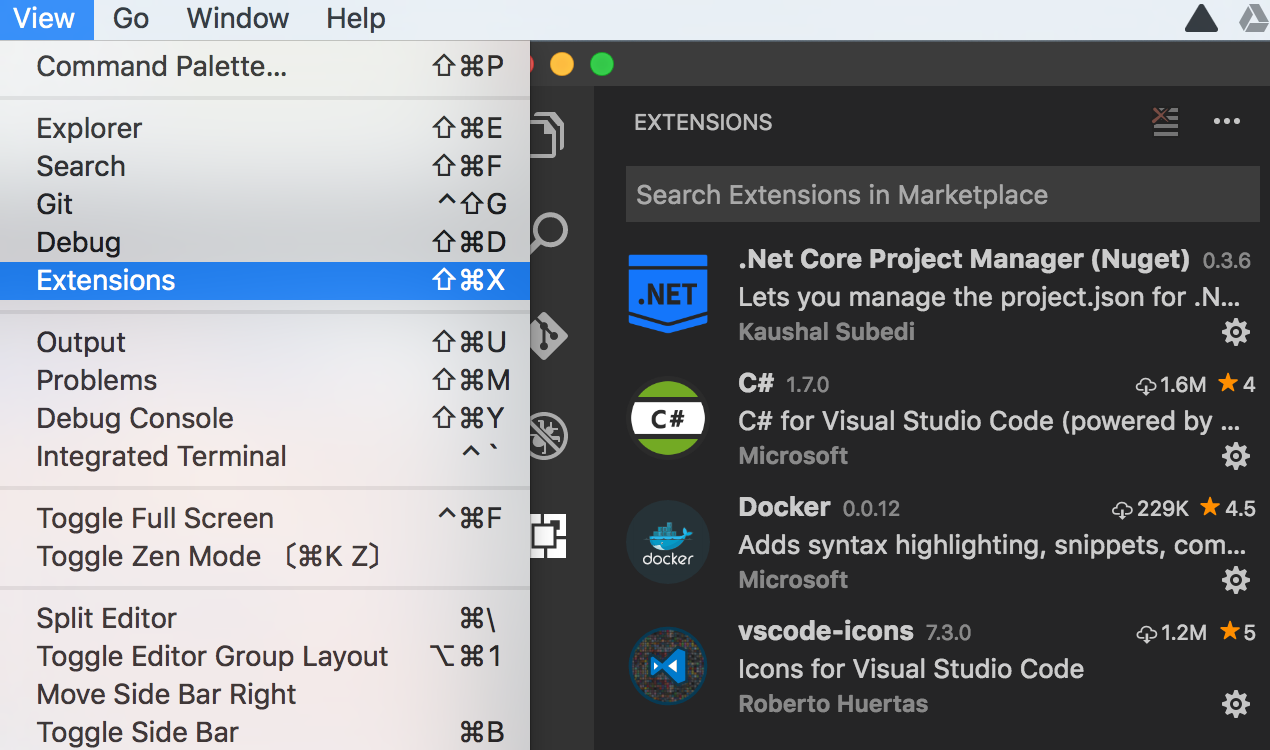 View Go Window Help
Command Palette... ⇧⌘P
Explorer ⇧⌘E
Search ⇧⌘F
Git ^⇧G
Debug ⇧⌘D
Extensions ⇧⌘X
Output ⇧⌘U
Problems ⇧⌘M
Debug Console ⇧⌘Y
Integrated Terminal ^`
Toggle Full Screen ^⌘F
Toggle Zen Mode 〔⌘K Z〕
Split Editor ⌘\
Toggle Editor Group Layout ⌥⌘1
Move Side Bar Right
Toggle Side Bar ⌘B
EXTENSIONS
Search Extensions in Marketplace
.NET
.Net Core Project Manager (Nuget) 0.3.6
Lets you manage the project.json for .N...
Kaushal Subedi
C#
C# 1.7.0 1.6M ★ 4
C# for Visual Studio Code (powered by ...
Microsoft
docker
Docker 0.0.12 229K ★ 4.5
Adds syntax highlighting, snippets, com...
Microsoft
vscode-icons 7.3.0 1.2M ★ 5
Icons for Visual Studio Code
Roberto Huertas